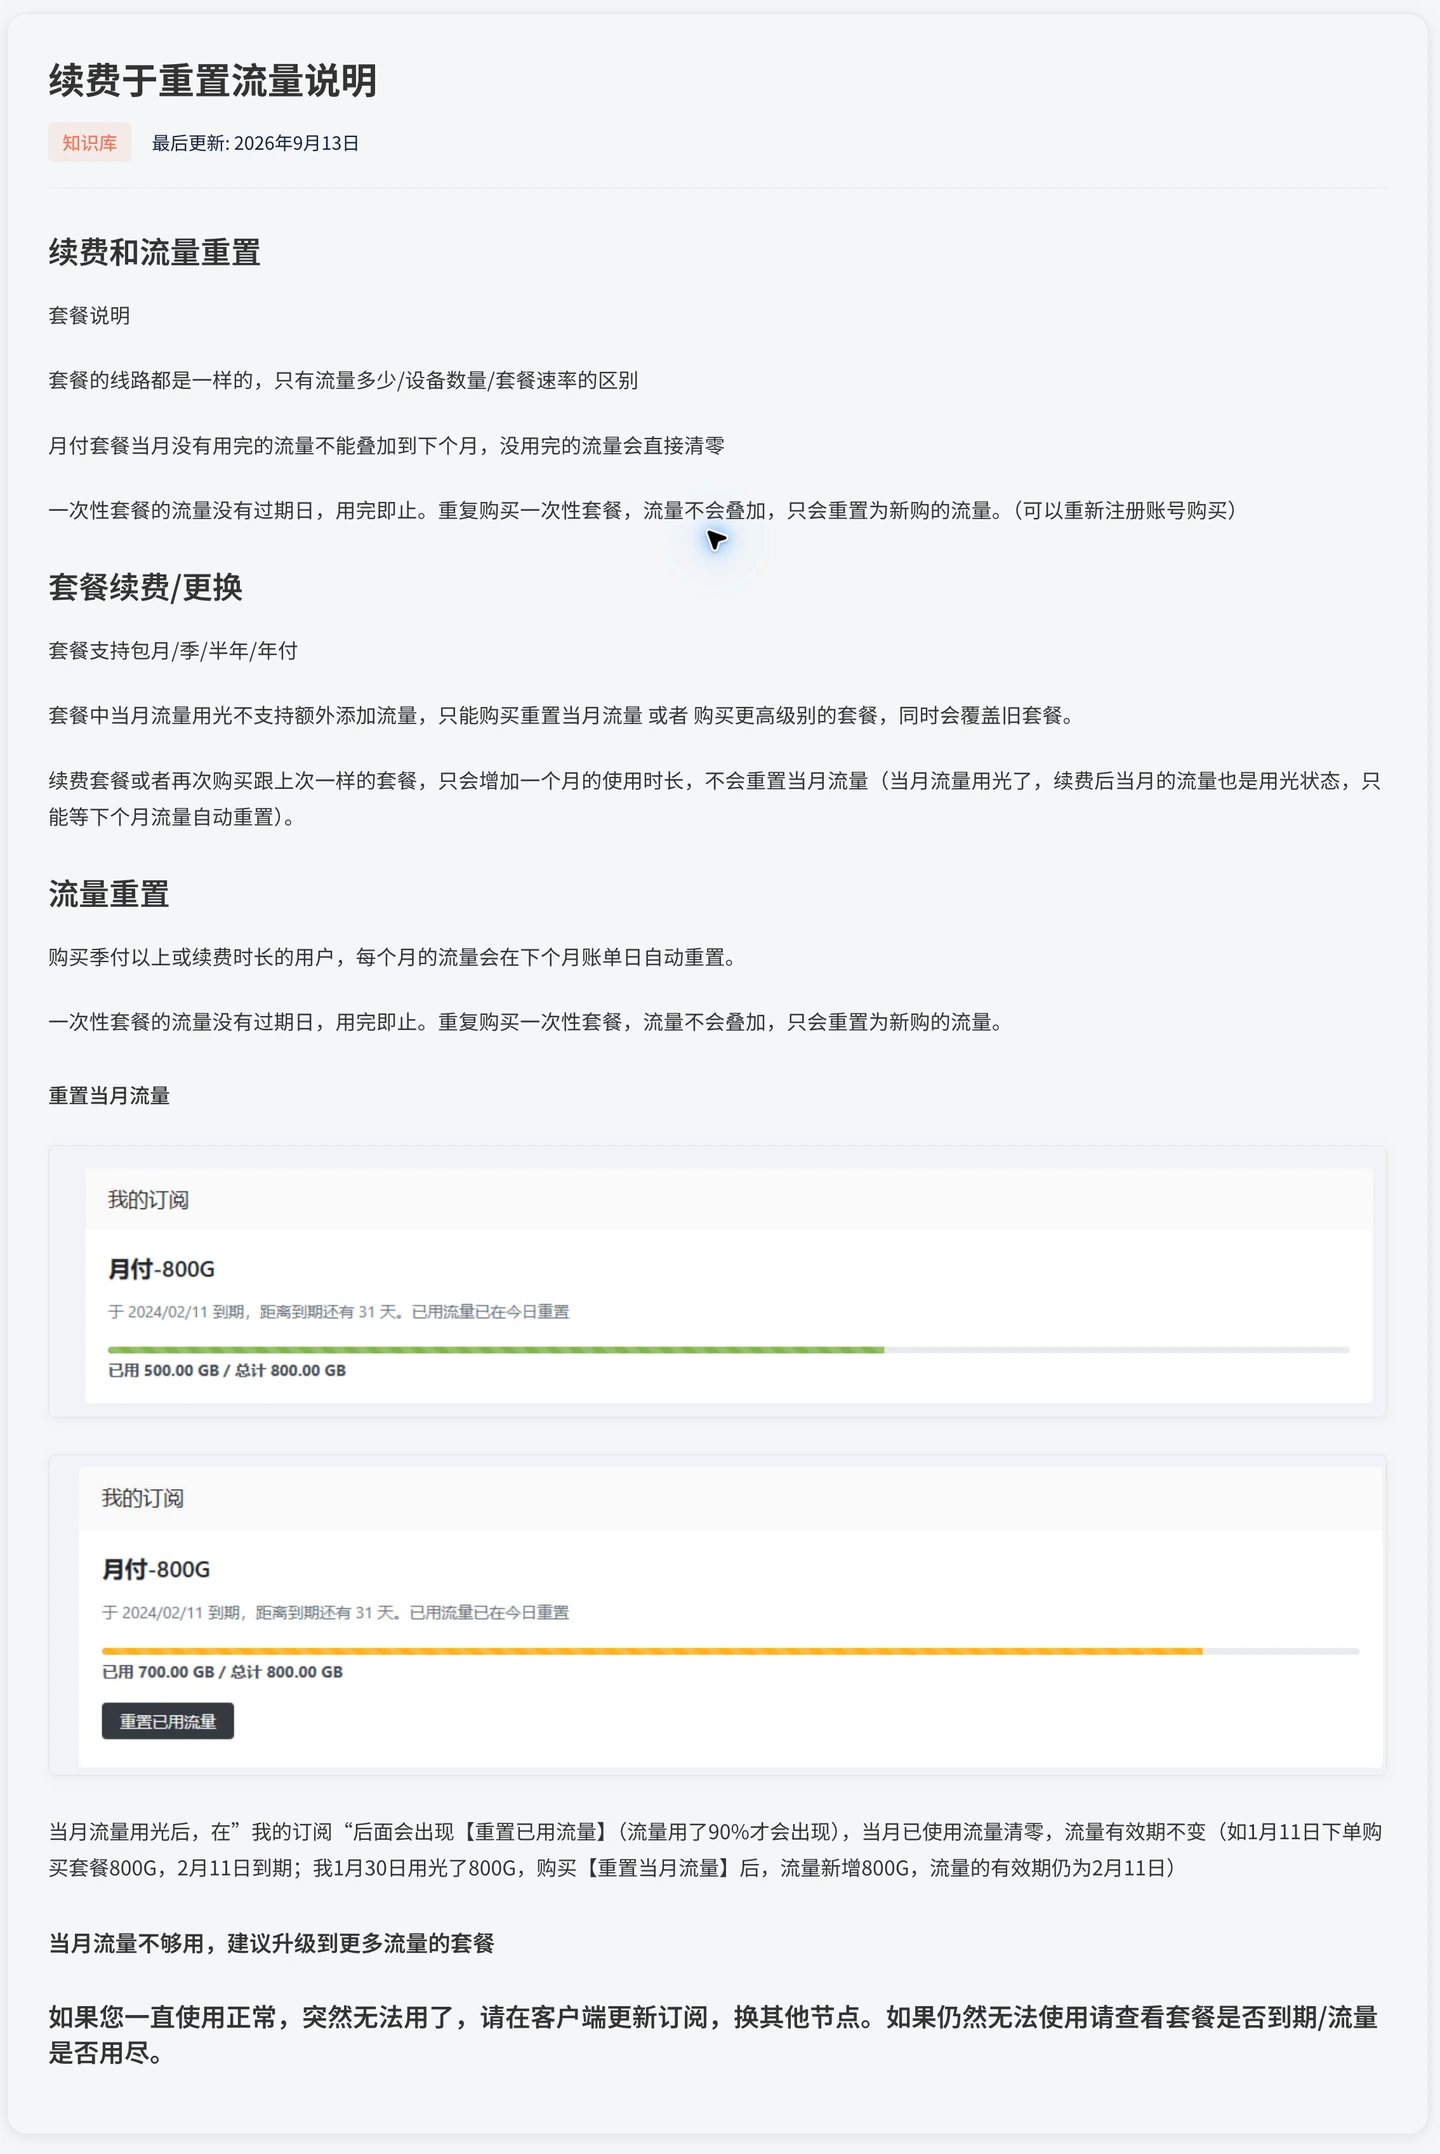 续费于重置流量说明
知识库 最后更新: 2026年9月13日
续费和流量重置
套餐说明
套餐的线路都是一样的，只有流量多少/设备数量/套餐速率的区别
月付套餐当月没有用完的流量不能叠加到下个月，没用完的流量会直接清零
一次性套餐的流量没有过期日，用完即止。重复购买一次性套餐，流量不会叠加，只会重置为新购的流量。（可以重新注册账号购买）
套餐续费/更换
套餐支持包月/季/半年/年付
套餐中当月流量用光不支持额外添加流量，只能购买重置当月流量 或者 购买更高级别的套餐，同时会覆盖旧套餐。
续费套餐或者再次购买跟上次一样的套餐，只会增加一个月的使用时长，不会重置当月流量（当月流量用光了，续费后当月的流量也是用光状态，只
能等下个月流量自动重置）。
流量重置
购买季付以上或续费时长的用户，每个月的流量会在下个月账单日自动重置。
一次性套餐的流量没有过期日，用完即止。重复购买一次性套餐，流量不会叠加，只会重置为新购的流量。
重置当月流量
我的订阅
月付-800G
于 2024/02/11 到期，距离到期还有 31 天。已用流量已在今日重置
已用 500.00 GB / 总计 800.00 GB
我的订阅
月付-800G
于 2024/02/11 到期，距离到期还有 31 天。已用流量已在今日重置
已用 700.00 GB / 总计 800.00 GB
重置已用流量
当月流量用光后，在”我的订阅“后面会出现【重置已用流量】（流量用了90%才会出现），当月已使用流量清零，流量有效期不变（如1月11日下单购
买套餐800G，2月11日到期；我1月30日用光了800G，购买【重置当月流量】后，流量新增800G，流量的有效期仍为2月11日）
当月流量不够用，建议升级到更多流量的套餐
如果您一直使用正常，突然无法用了，请在客户端更新订阅，换其他节点。如果仍然无法使用请查看套餐是否到期/流量
是否用尽。